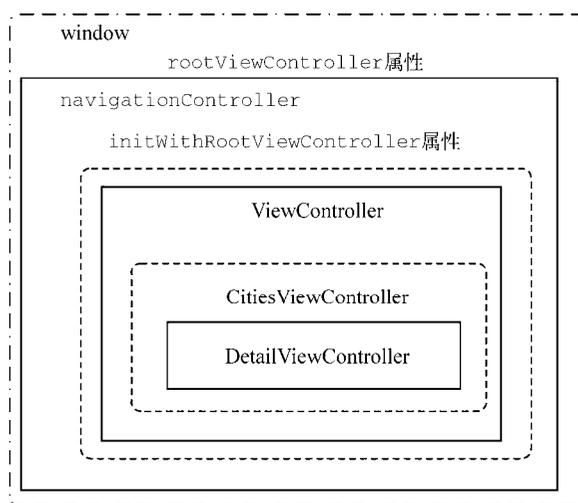 window
rootViewController属性
navigationController
initWithRootViewController属性
ViewController
CitiesViewController
DetailViewController